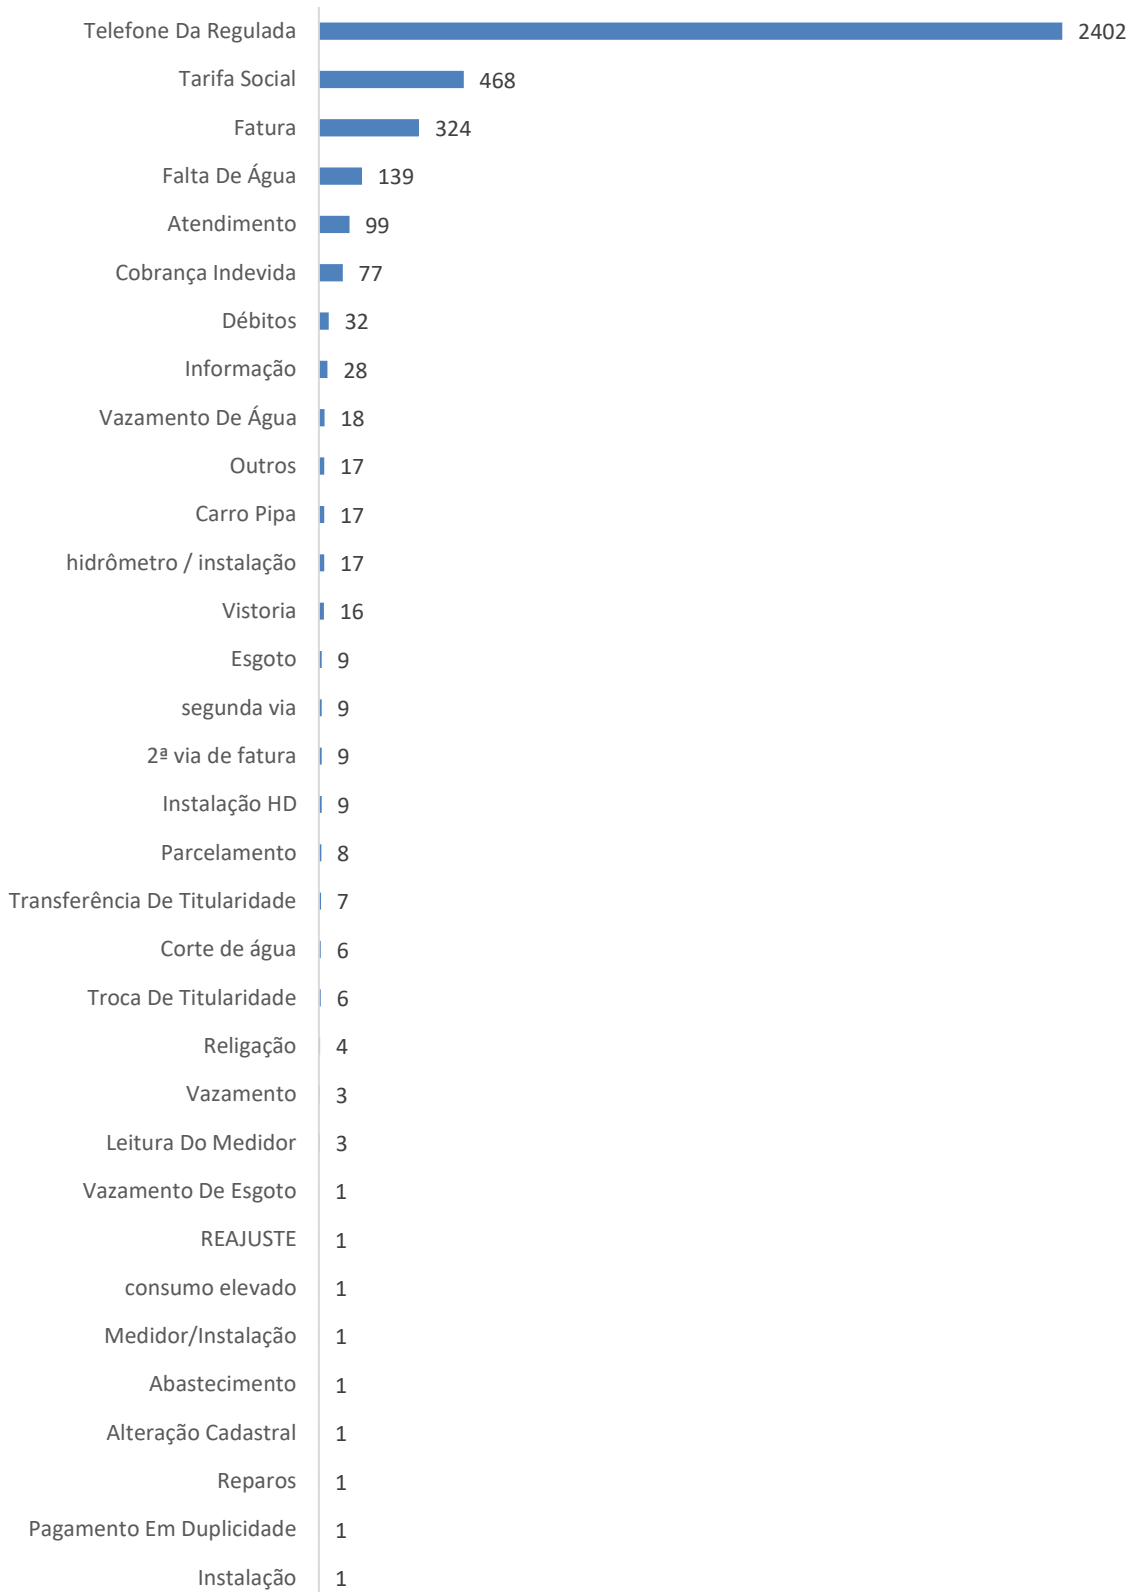 Telefone Da Regulada 2402
Tarifa Social 468
Fatura 324
Falta De Água 139
Atendimento 99
Cobrança Indevida 77
Débitos 32
Informação 28
Vazamento De Água 18
Outros 17
Carro Pipa 17
hidrômetro / instalação 17
Vistoria 16
Esgoto 9
segunda via 9
2ª via de fatura 9
Instalação HD 9
Parcelamento 8
Transferência De Titularidade 7
Corte de água 6
Troca De Titularidade 6
Religação 4
Vazamento 3
Leitura Do Medidor 3
Vazamento De Esgoto 1
REAJUSTE 1
consumo elevado 1
Medidor/Instalação 1
Abastecimento 1
Alteração Cadastral 1
Reparos 1
Pagamento Em Duplicidade 1
Instalação 1